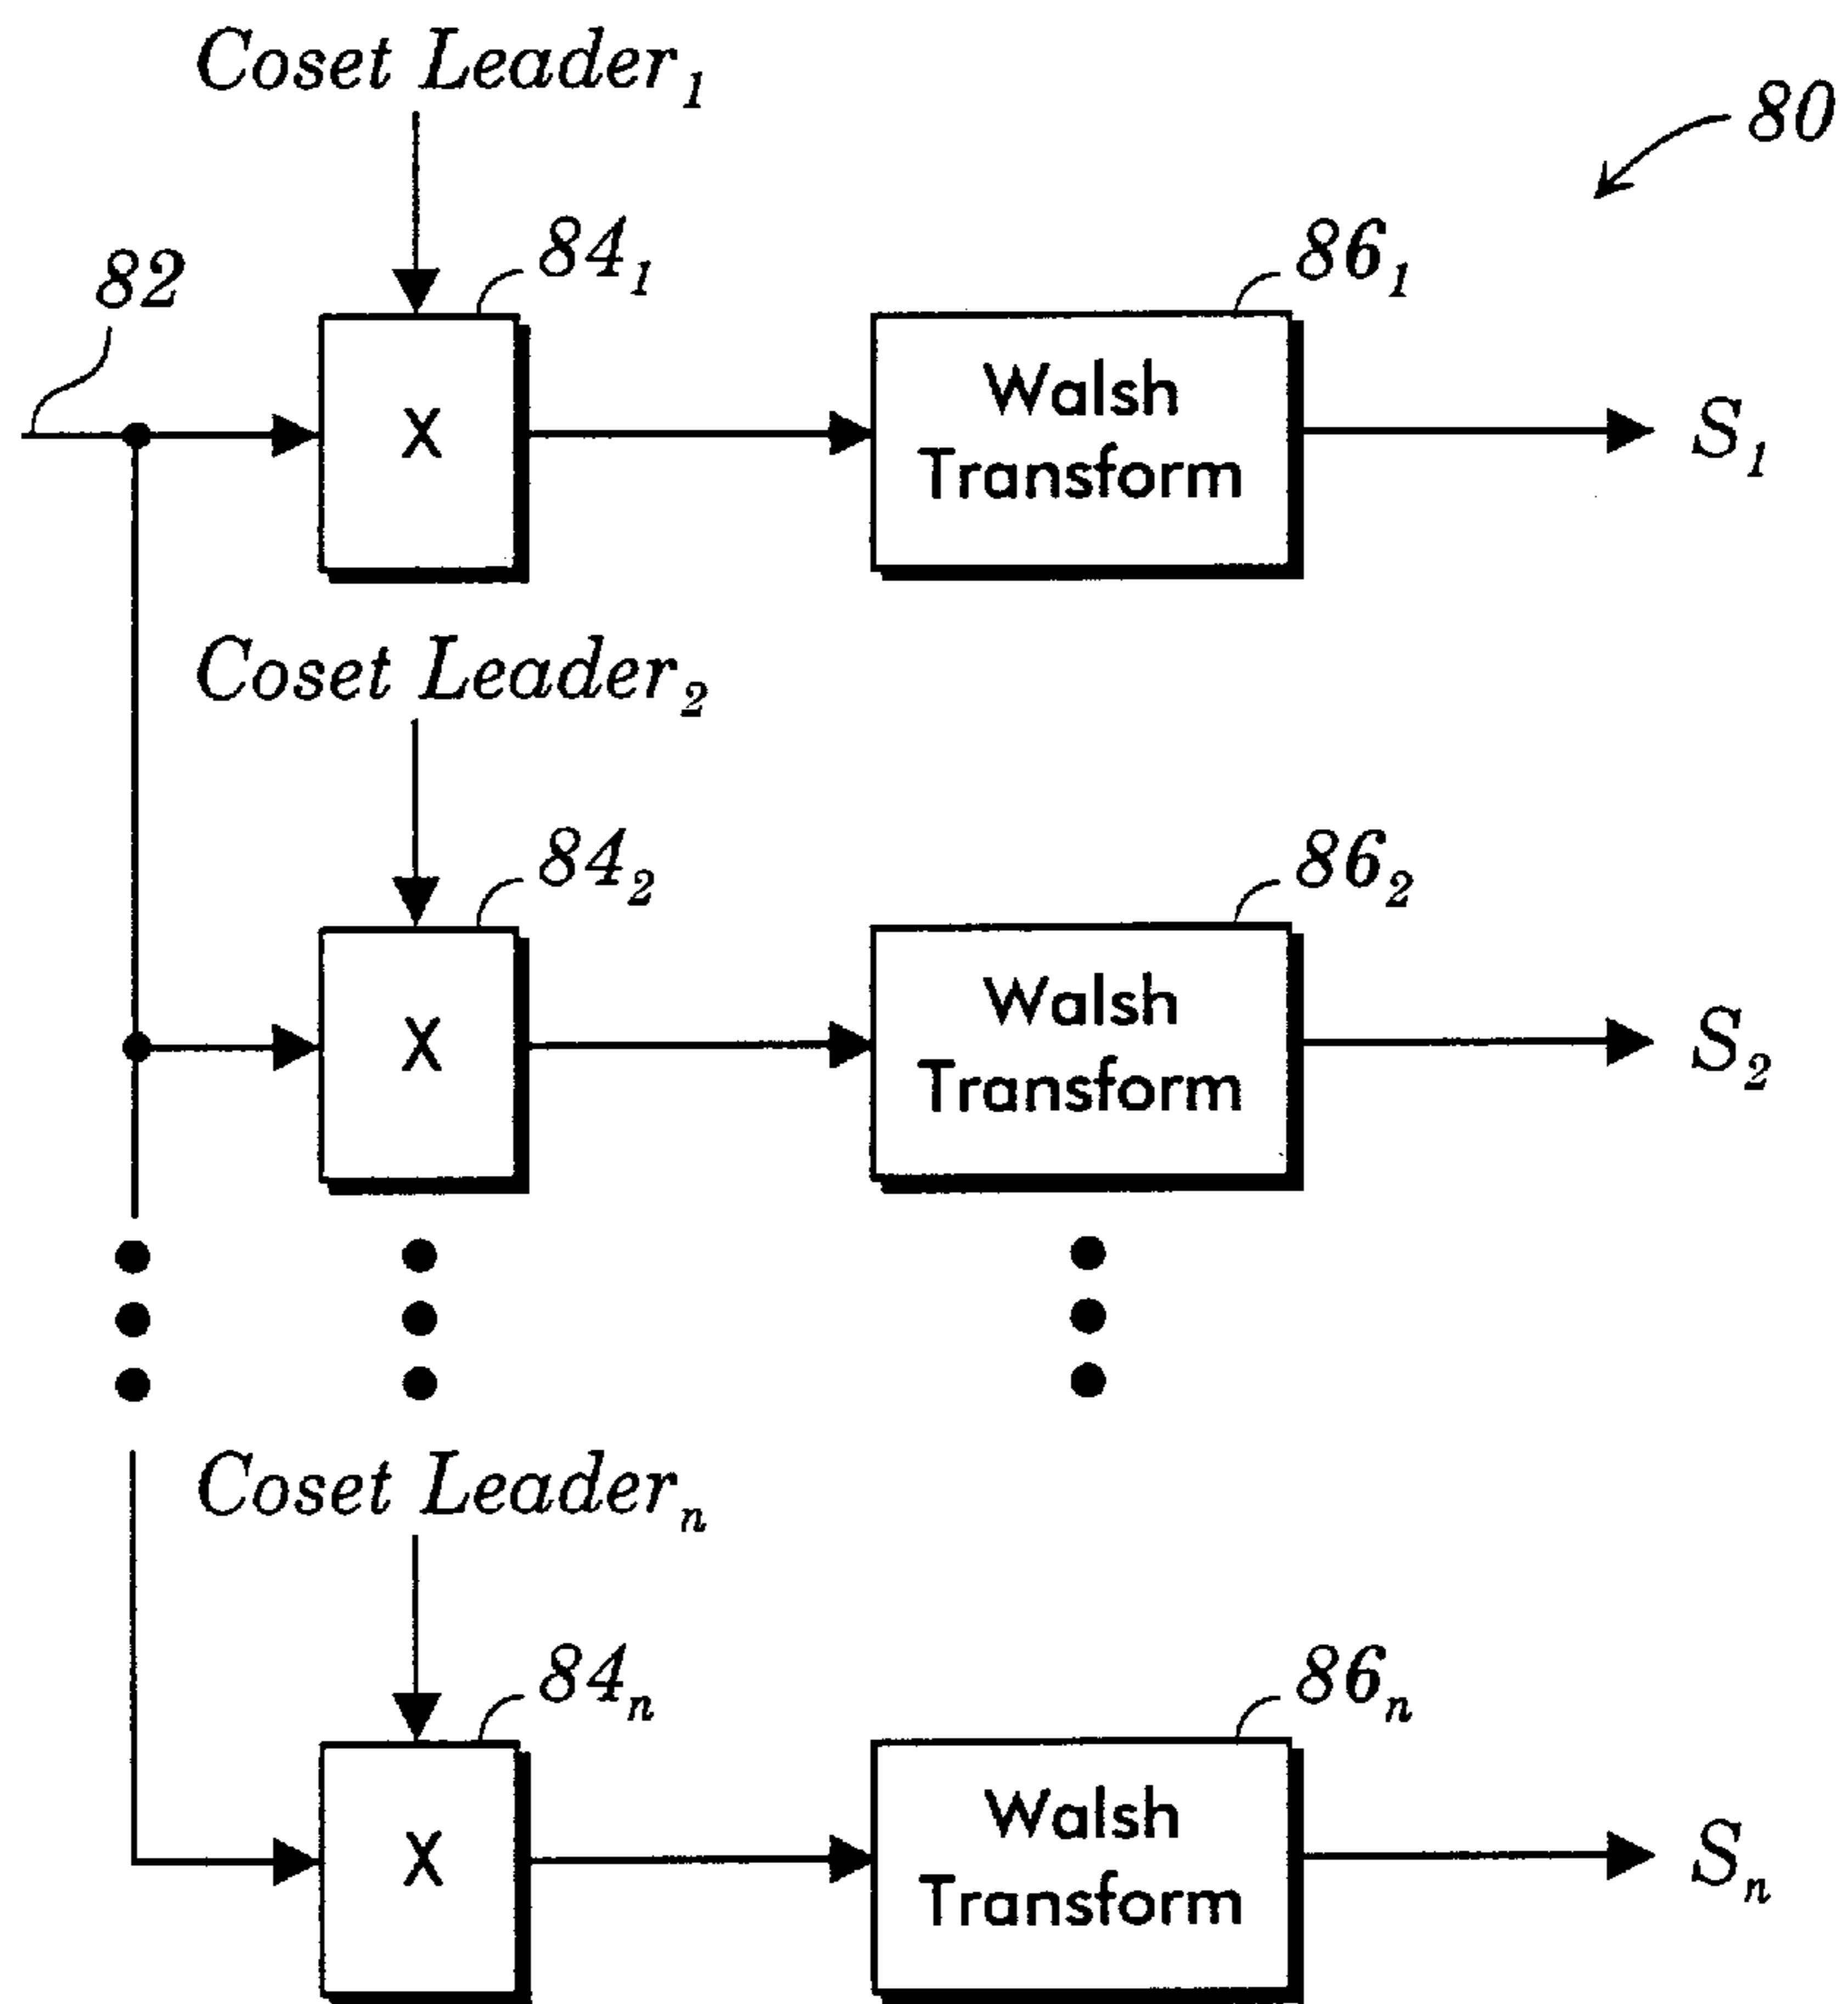 Coset Leader₁
80
82
84₁
86₁
X
Walsh
Transform
S₁
Coset Leader₂
84₂
86₂
X
Walsh
Transform
S₂
Coset Leaderₙ
84ₙ
86ₙ
X
Walsh
Transform
Sₙ